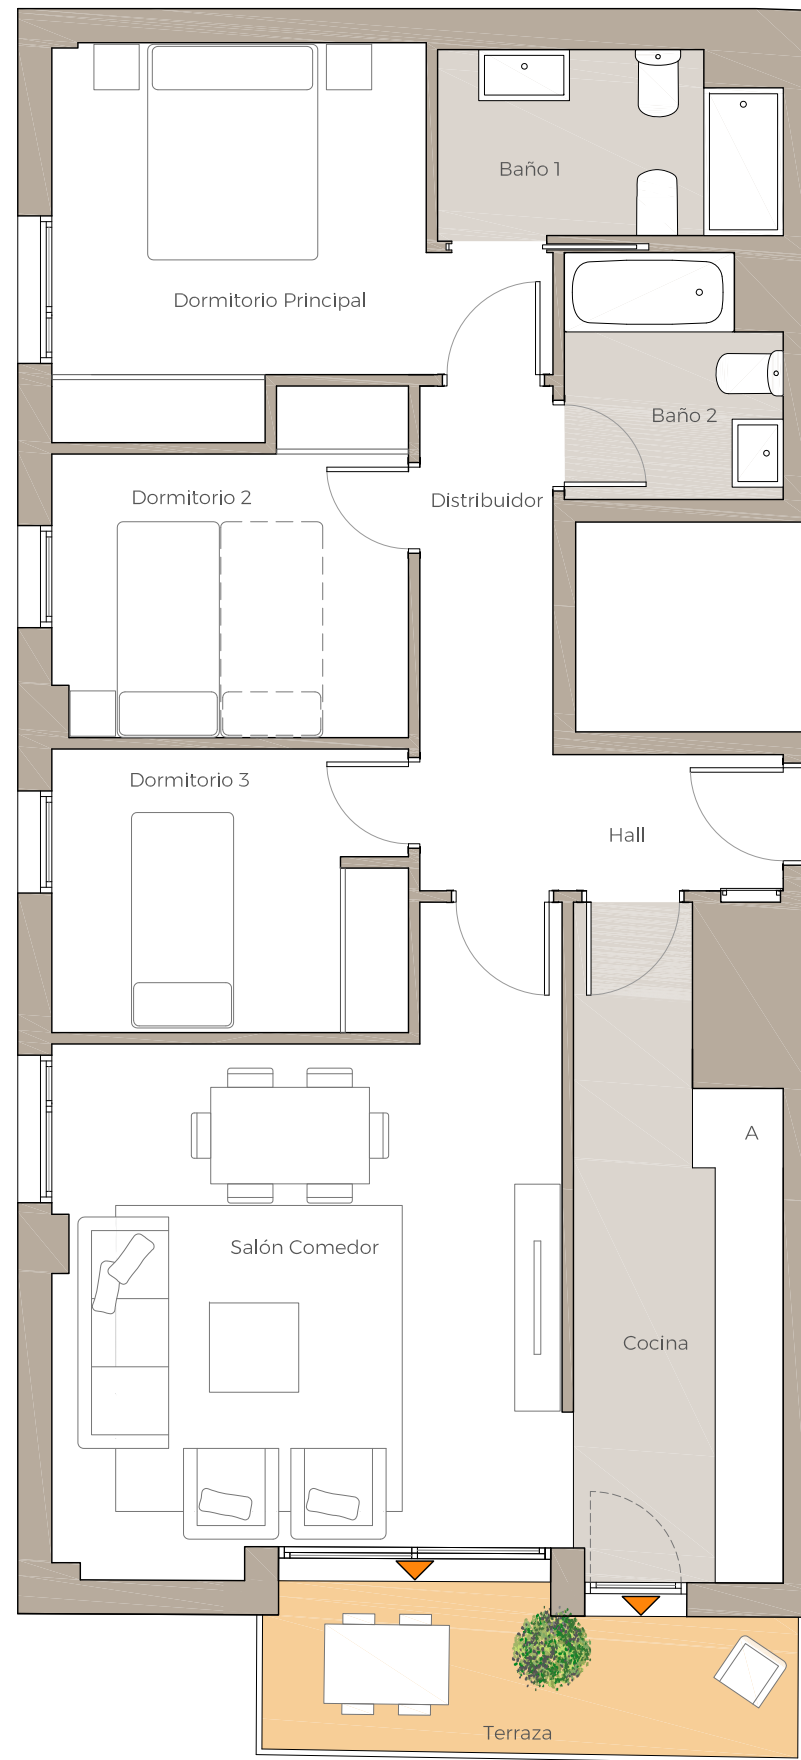 Baño 1
Dormitorio Principal
Baño 2
Dormitorio 2
Distribuidor
Dormitorio 3
Hall
A
Salón Comedor
Cocina
Terraza